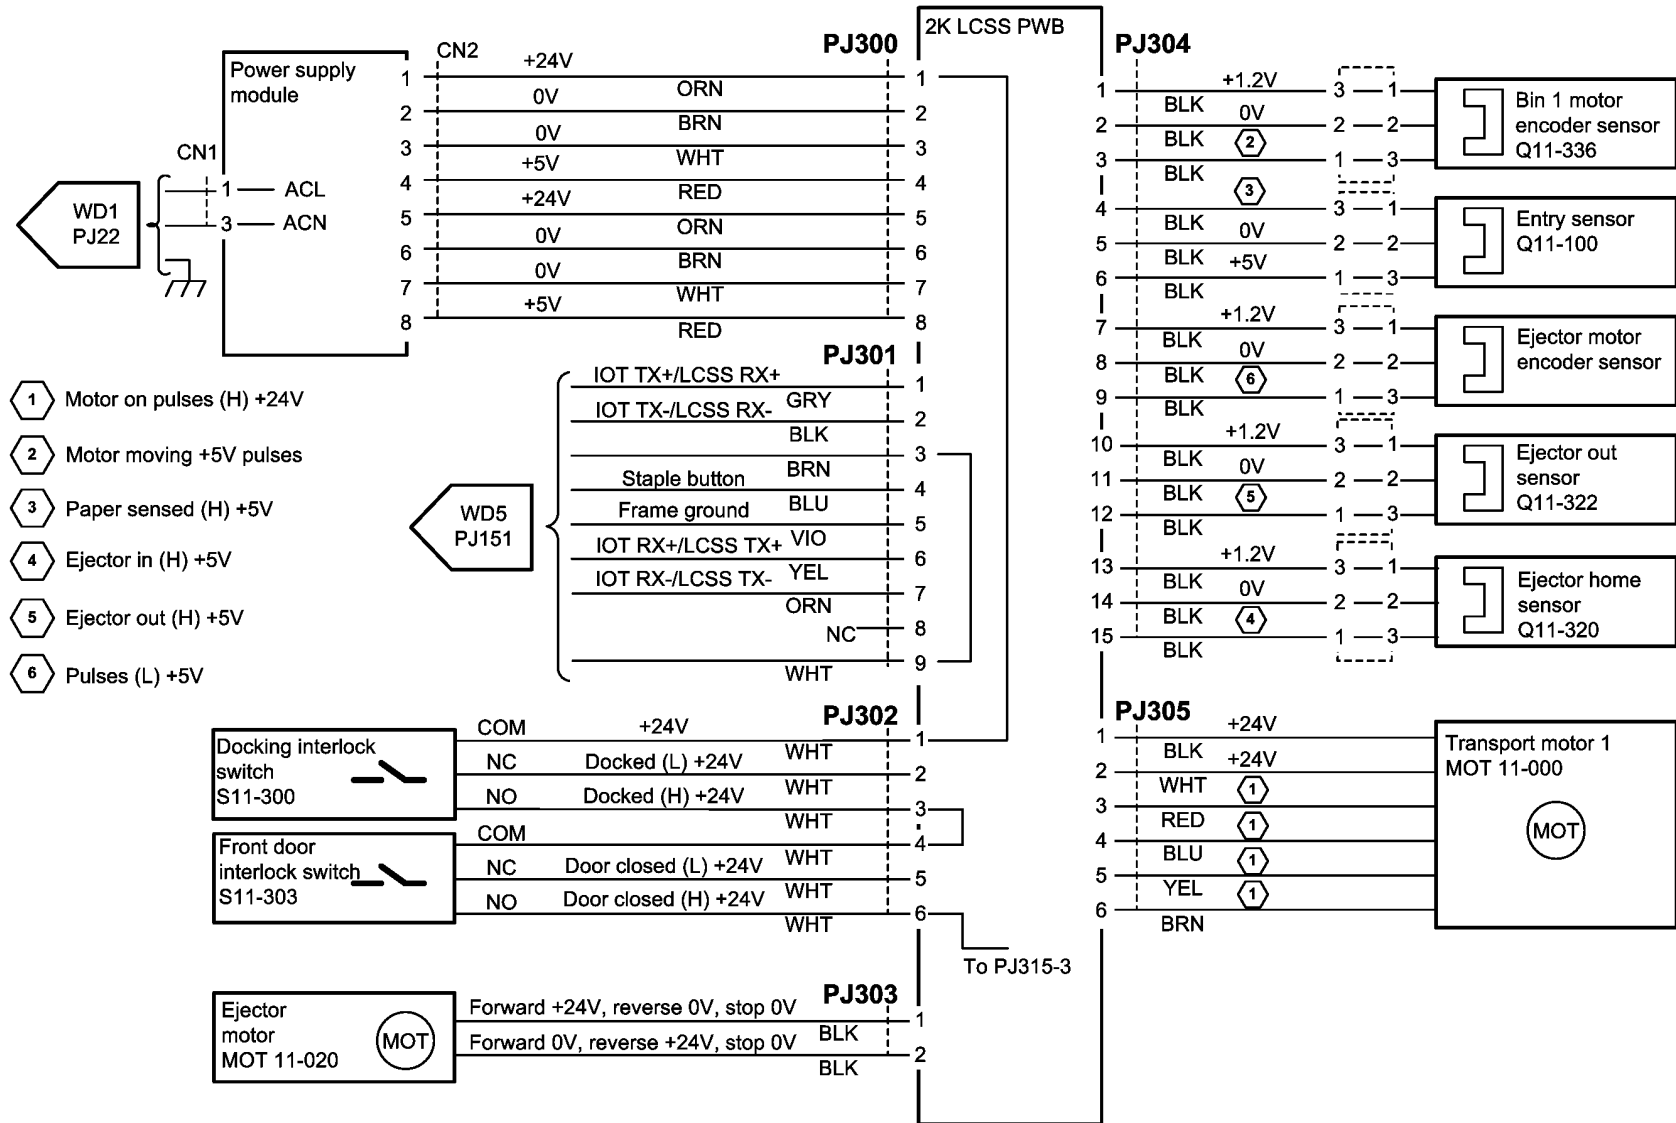 2K LCSS PWB
Power supply
module
CN1
1 ACL
3 ACN
WD1
PJ22
CN2
PJ300
1 +24V ORN 1
2 0V BRN 2
3 0V WHT 3
4 +5V RED 4
5 +24V ORN 5
6 0V BRN 6
7 0V WHT 7
8 +5V RED 8
1 Motor on pulses (H) +24V
2 Motor moving +5V pulses
3 Paper sensed (H) +5V
4 Ejector in (H) +5V
5 Ejector out (H) +5V
6 Pulses (L) +5V
WD5
PJ151
PJ301
IOT TX+/LCSS RX+ GRY 1
IOT TX-/LCSS RX- BLK 2
BRN 3
Staple button BLU 4
Frame ground VIO 5
IOT RX+/LCSS TX+ YEL 6
IOT RX-/LCSS TX- ORN 7
NC 8
WHT 9
PJ302
Docking interlock
switch
S11-300
COM +24V WHT 1
NC Docked (L) +24V WHT 2
NO Docked (H) +24V WHT 3
Front door
interlock switch
S11-303
COM WHT 4
NC Door closed (L) +24V WHT 5
NO Door closed (H) +24V WHT 6
To PJ315-3
PJ303
Ejector
motor
MOT 11-020
MOT
Forward +24V, reverse 0V, stop 0V BLK 1
Forward 0V, reverse +24V, stop 0V BLK 2
PJ304
1 +1.2V BLK 3 1
2 0V BLK 2 2
3 2 BLK 1 3
Bin 1 motor
encoder sensor
Q11-336
4 3 BLK 3 1
5 0V BLK 2 2
6 +5V BLK 1 3
Entry sensor
Q11-100
7 +1.2V BLK 3 1
8 0V BLK 2 2
9 6 BLK 1 3
Ejector motor
encoder sensor
10 +1.2V BLK 3 1
11 0V BLK 2 2
12 5 BLK 1 3
Ejector out
sensor
Q11-322
13 +1.2V BLK 3 1
14 0V BLK 2 2
15 4 BLK 1 3
Ejector home
sensor
Q11-320
PJ305
1 +24V BLK
2 +24V WHT
3 1 RED
4 1 BLU
5 1 YEL
6 1 BRN
Transport motor 1
MOT 11-000
MOT